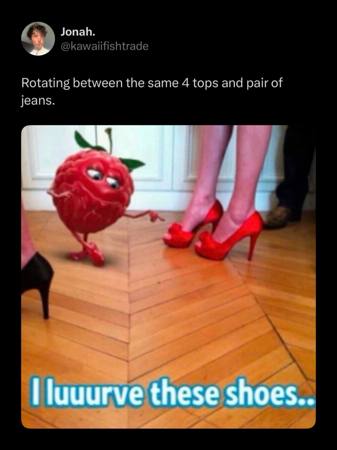 Jonah.
@kawaiifishtrade
Rotating between the same 4 tops and pair of
jeans.
I luuurve these shoes..